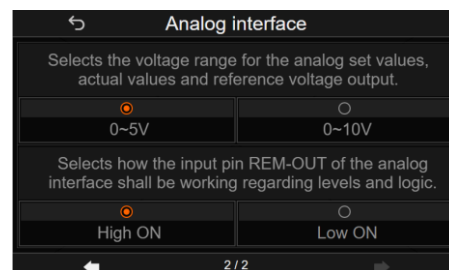 Analog interface
Selects the voltage range for the analog set values,
actual values and reference voltage output.
0~5V 0~10V
Selects how the input pin REM-OUT of the analog
interface shall be working regarding levels and logic.
High ON Low ON
2/2